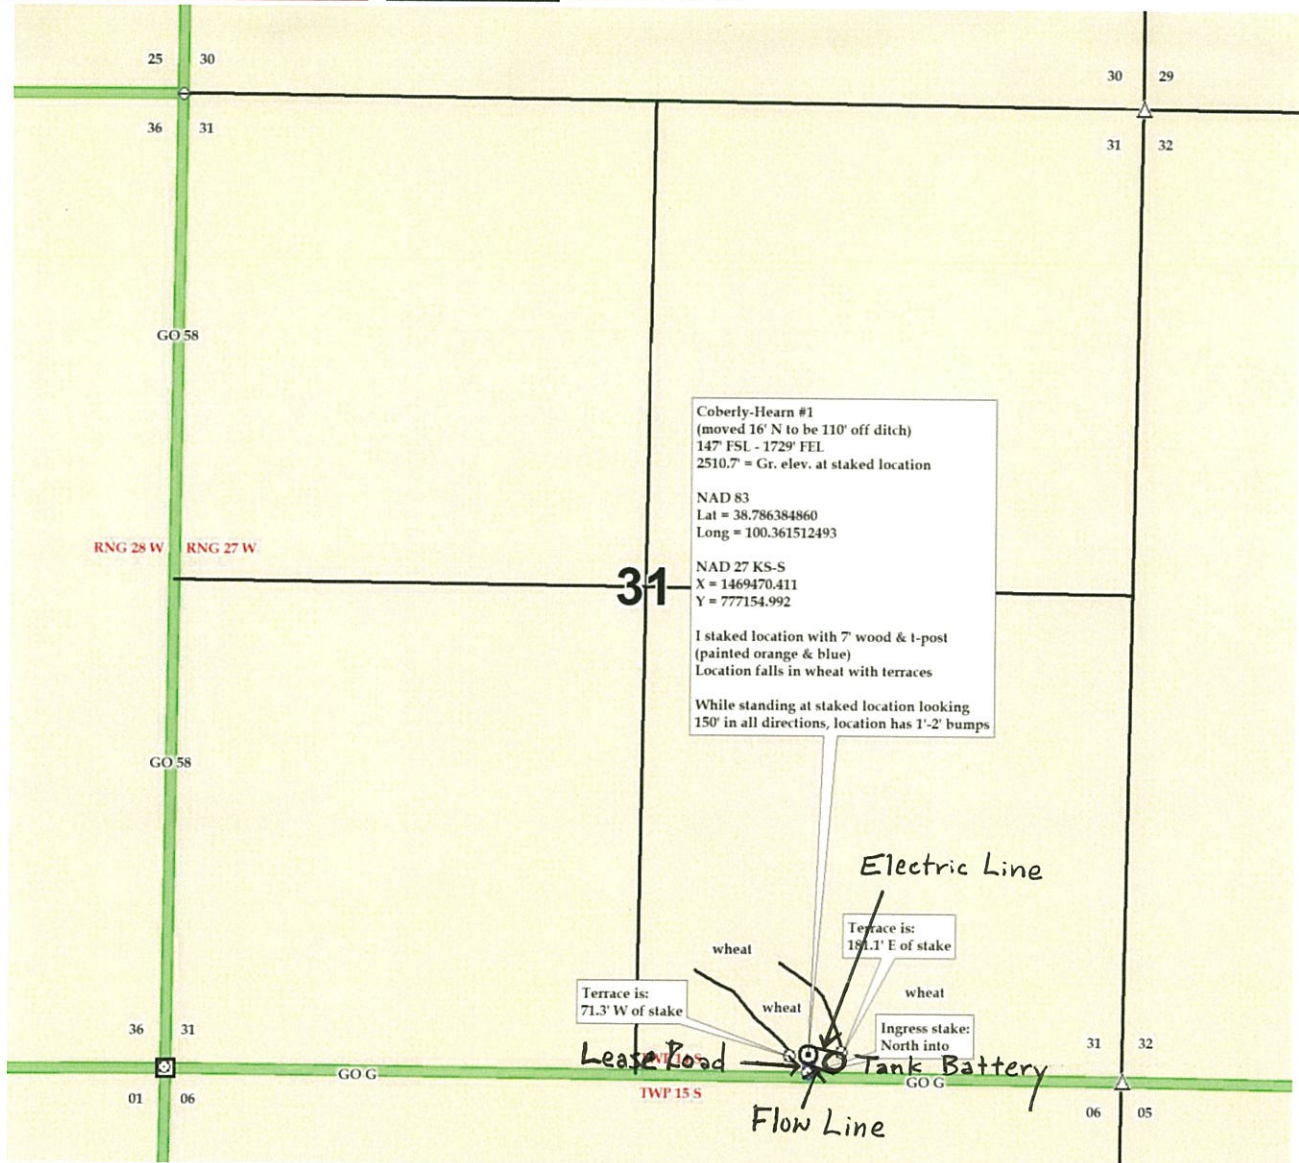 25 30
30 29
36 31
31 32
GO 58
Coberly-Hearn #1
(moved 16' N to be 110' off ditch)
147' FSL - 1729' FEL
2510.7' = Gr. elev. at staked location
NAD 83
Lat = 38.786384860
Long = 100.361512493
RNG 28 W RNG 27 W
NAD 27 KS-S
X = 1469470.411
Y = 777154.992
31
I staked location with 7' wood & t-post
(painted orange & blue)
Location falls in wheat with terraces
While standing at staked location looking
150' in all directions, location has 1'-2' bumps
GO 58
Electric Line
Terrace is:
181.1' E of stake
wheat
Terrace is:
71.3' W of stake
wheat
wheat
Ingress stake:
North into
36 31
31 32
Lease Road
Tank Battery
GO G
GO G
TWP 15 S
01 06
06 05
Flow Line